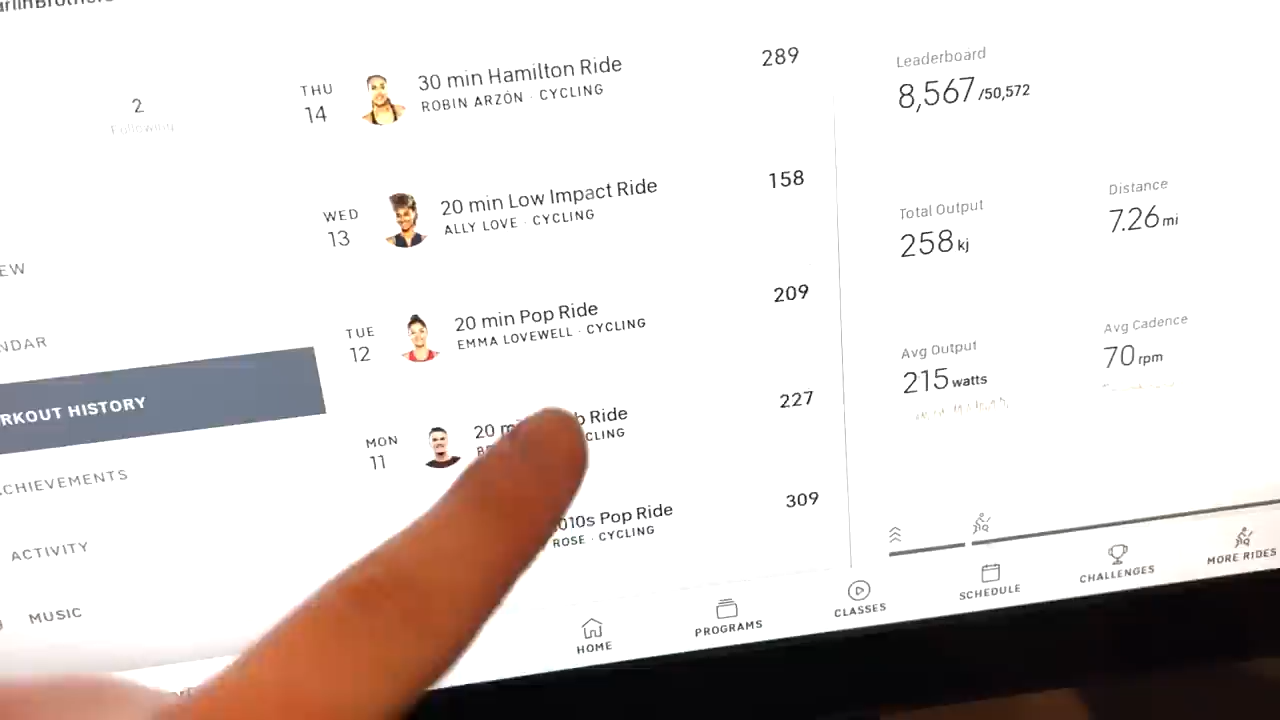 2
Following
EW
NDAR
RKOUT HISTORY
CHIEVEMENTS
ACTIVITY
MUSIC
THU
14
30 min Hamilton Ride
ROBIN ARZÓN · CYCLING
289
WED
13
20 min Low Impact Ride
ALLY LOVE · CYCLING
158
TUE
12
20 min Pop Ride
EMMA LOVEWELL · CYCLING
209
MON
11
20 Ride
CLING
227
010s Pop Ride
ROSE · CYCLING
309
Leaderboard
8,567/50,572
Total Output
258 kj
Distance
7.26 mi
Avg Output
215 watts
Avg Cadence
70 rpm
HOME
PROGRAMS
CLASSES
SCHEDULE
CHALLENGES
MORE RIDES